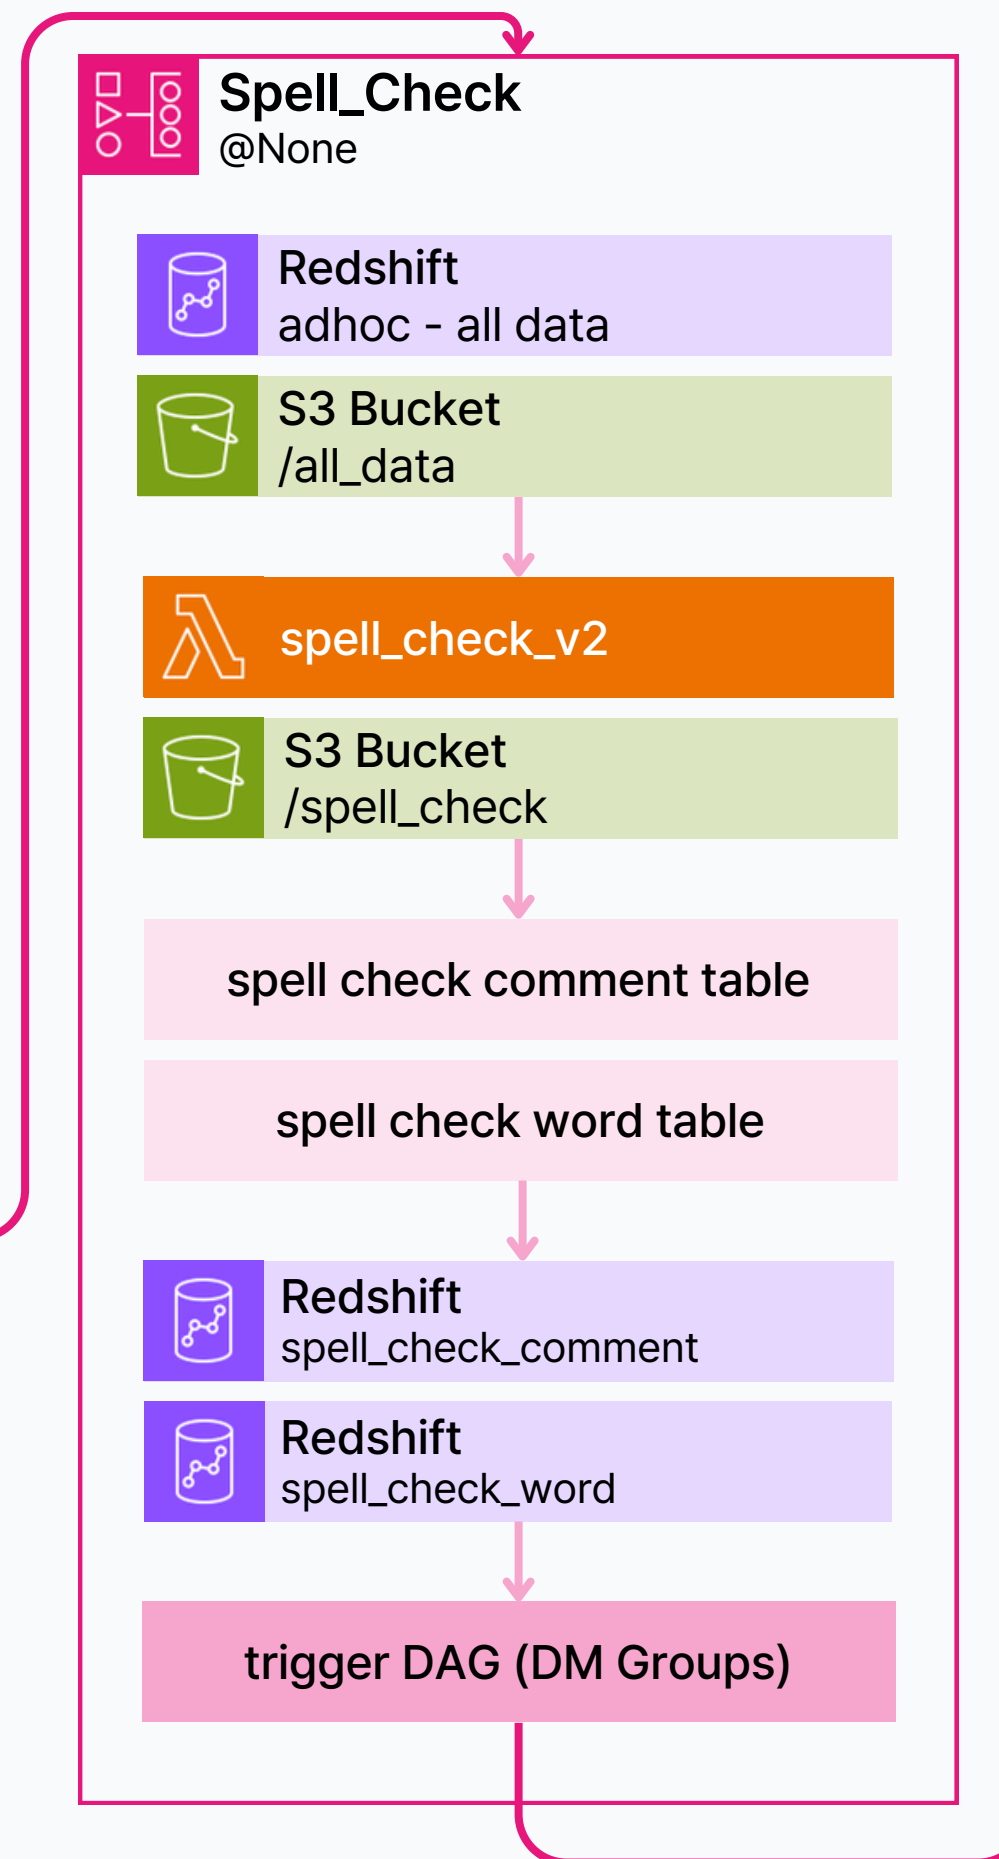 Spell_Check
@None
Redshift
adhoc - all data
S3 Bucket
/all_data
spell_check_v2
S3 Bucket
/spell_check
spell check comment table
spell check word table
Redshift
spell_check_comment
Redshift
spell_check_word
trigger DAG (DM Groups)